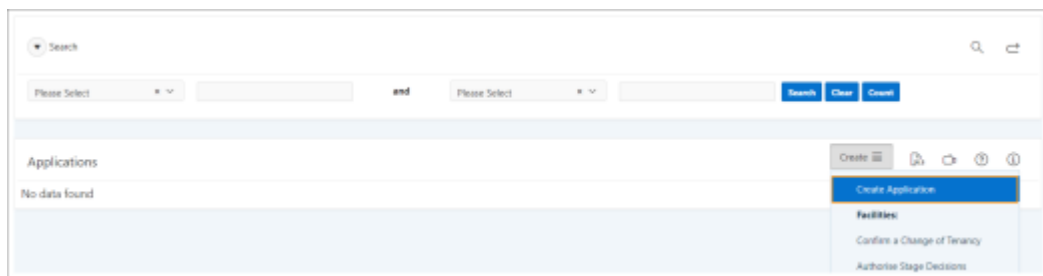 Search
Please Select and Please Select Search Clear Count
Applications Create
No data found
Create Application
Facilities:
Confirm a Change of Tenancy
Authorise Stage Decisions